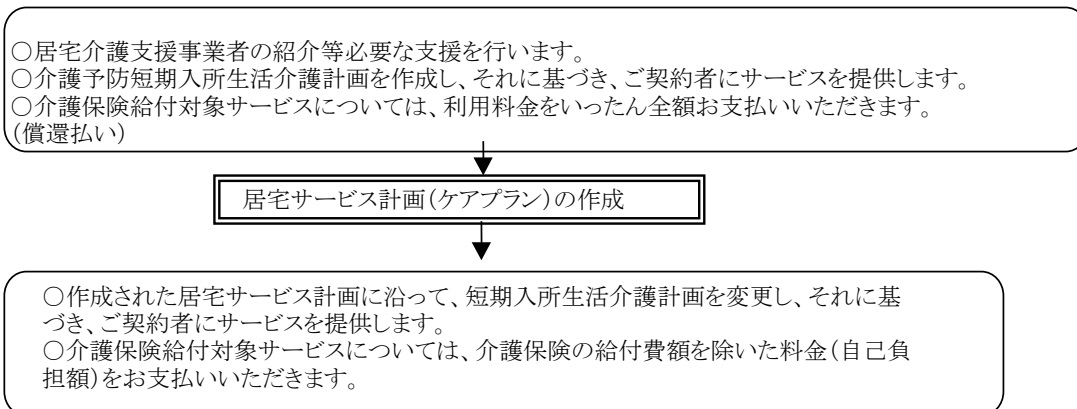 ○居宅介護支援事業者の紹介等必要な支援を行います。
○介護予防短期入所生活介護計画を作成し、それに基づき、ご契約者にサービスを提供します。
○介護保険給付対象サービスについては、利用料金をいったん全額お支払いいただきます。
(償還払い)
居宅サービス計画(ケアプラン)の作成
○作成された居宅サービス計画に沿って、短期入所生活介護計画を変更し、それに基
づき、ご契約者にサービスを提供します。
○介護保険給付対象サービスについては、介護保険の給付費額を除いた料金(自己負
担額)をお支払いいただきます。